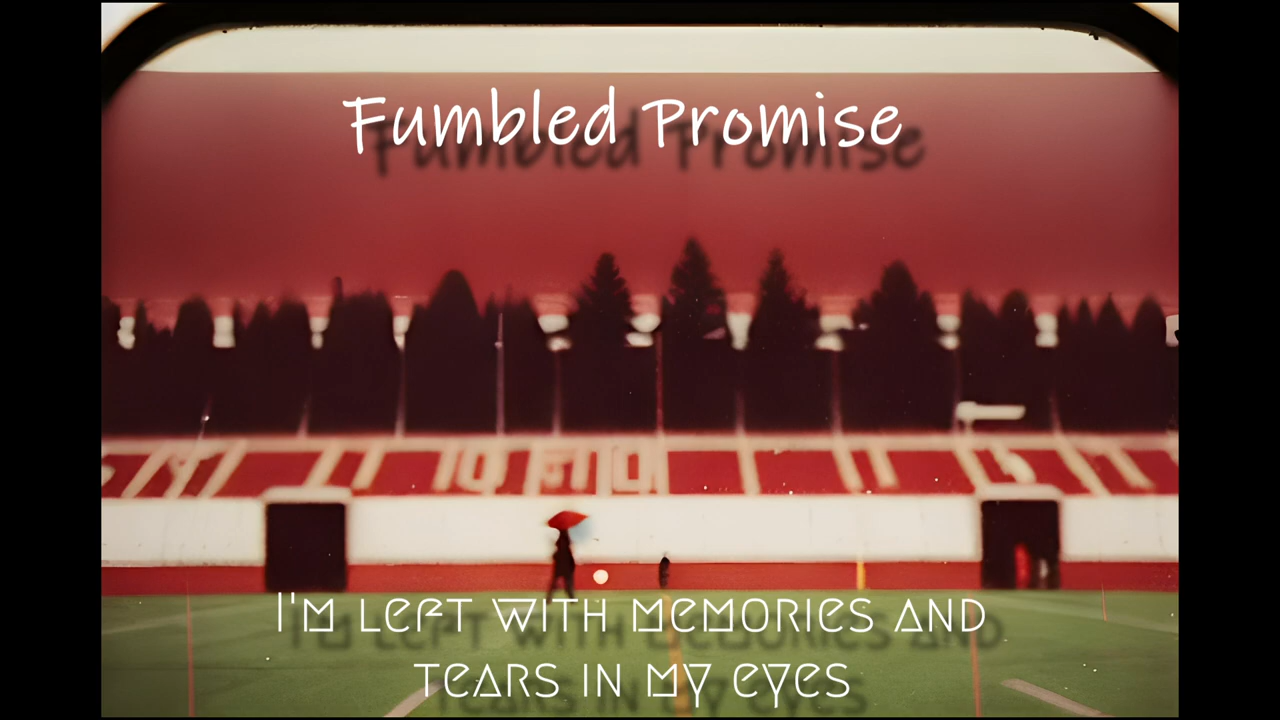 Fumbled Promise
I'm left with memories and
tears in my eyes